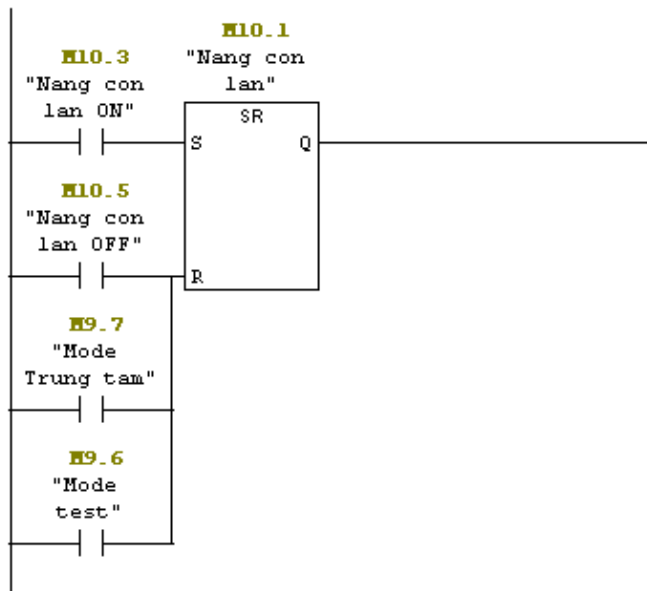 M10.1
M10.3
"Nang con
"Nang con
lan"
lan ON"
SR
S
Q
M10.5
"Nang con
lan OFF"
R
M9.7
"Mode
Trung tam"
M9.6
"Mode
test"